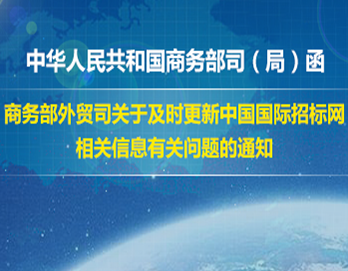 中华人民共和国商务部司（局）函
商务部外贸司关于及时更新中国国际招标网
相关信息有关问题的通知